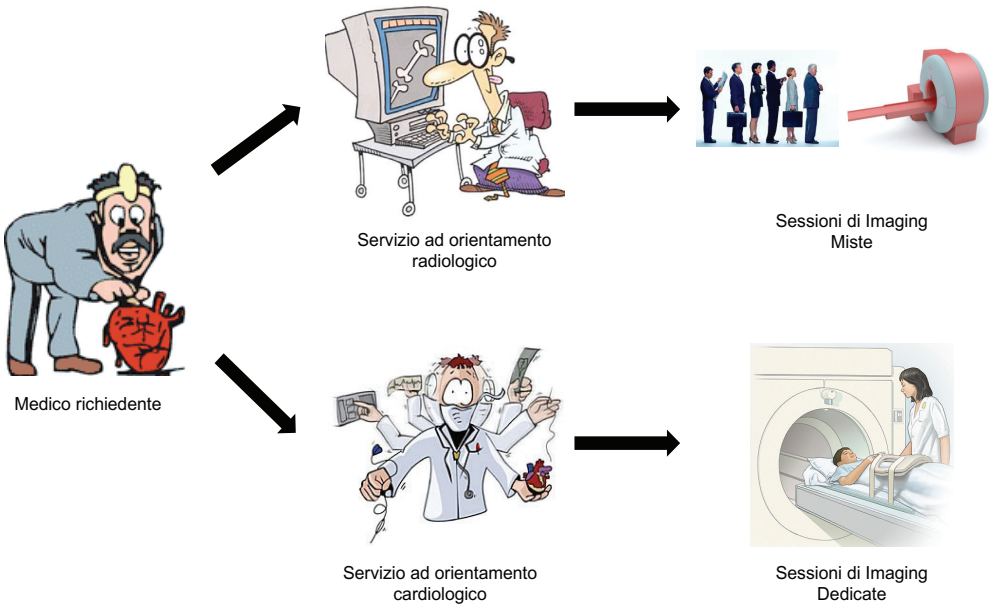 Servizio ad orientamento
radiologico
Sessioni di Imaging
Miste
Medico richiedente
Servizio ad orientamento
cardiologico
Sessioni di Imaging
Dedicate